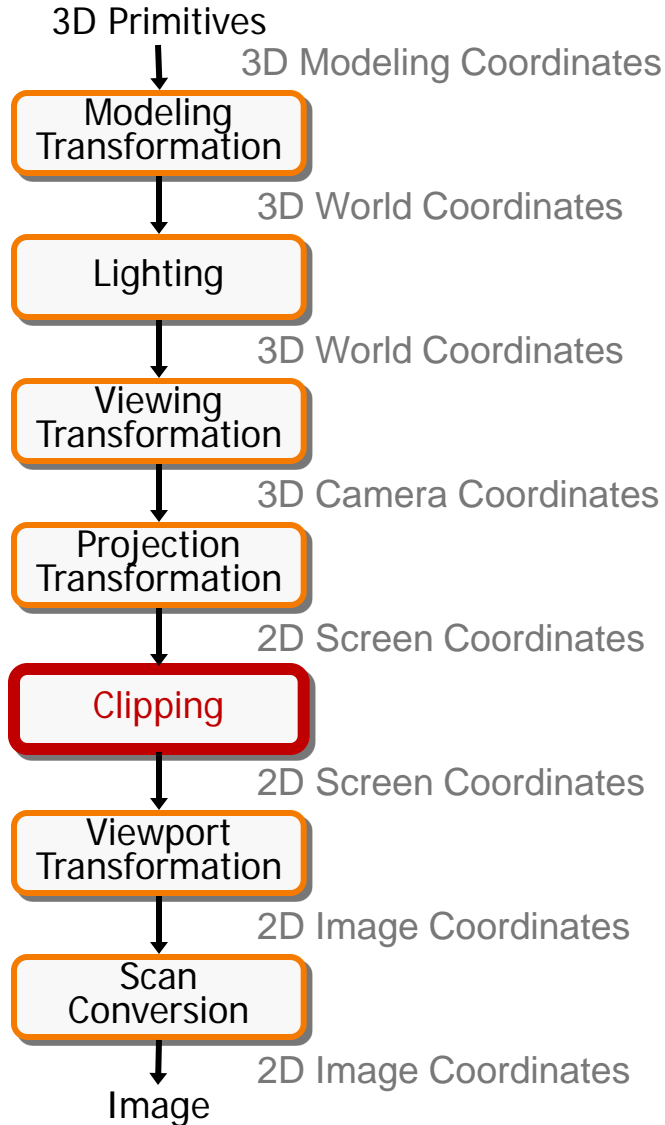 3D Primitives
3D Modeling Coordinates
Modeling
Transformation
3D World Coordinates
Lighting
3D World Coordinates
Viewing
Transformation
3D Camera Coordinates
Projection
Transformation
2D Screen Coordinates
Clipping
2D Screen Coordinates
Viewport
Transformation
2D Image Coordinates
Scan
Conversion
2D Image Coordinates
Image